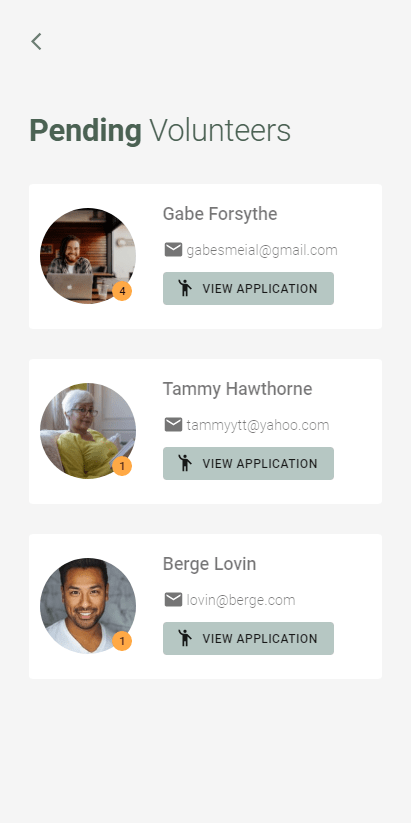 Pending Volunteers
Gabe Forsythe
gabesmeial@gmail.com
4
VIEW APPLICATION
Tammy Hawthorne
tammyytt@yahoo.com
1
VIEW APPLICATION
Berge Lovin
lovin@berge.com
1
VIEW APPLICATION